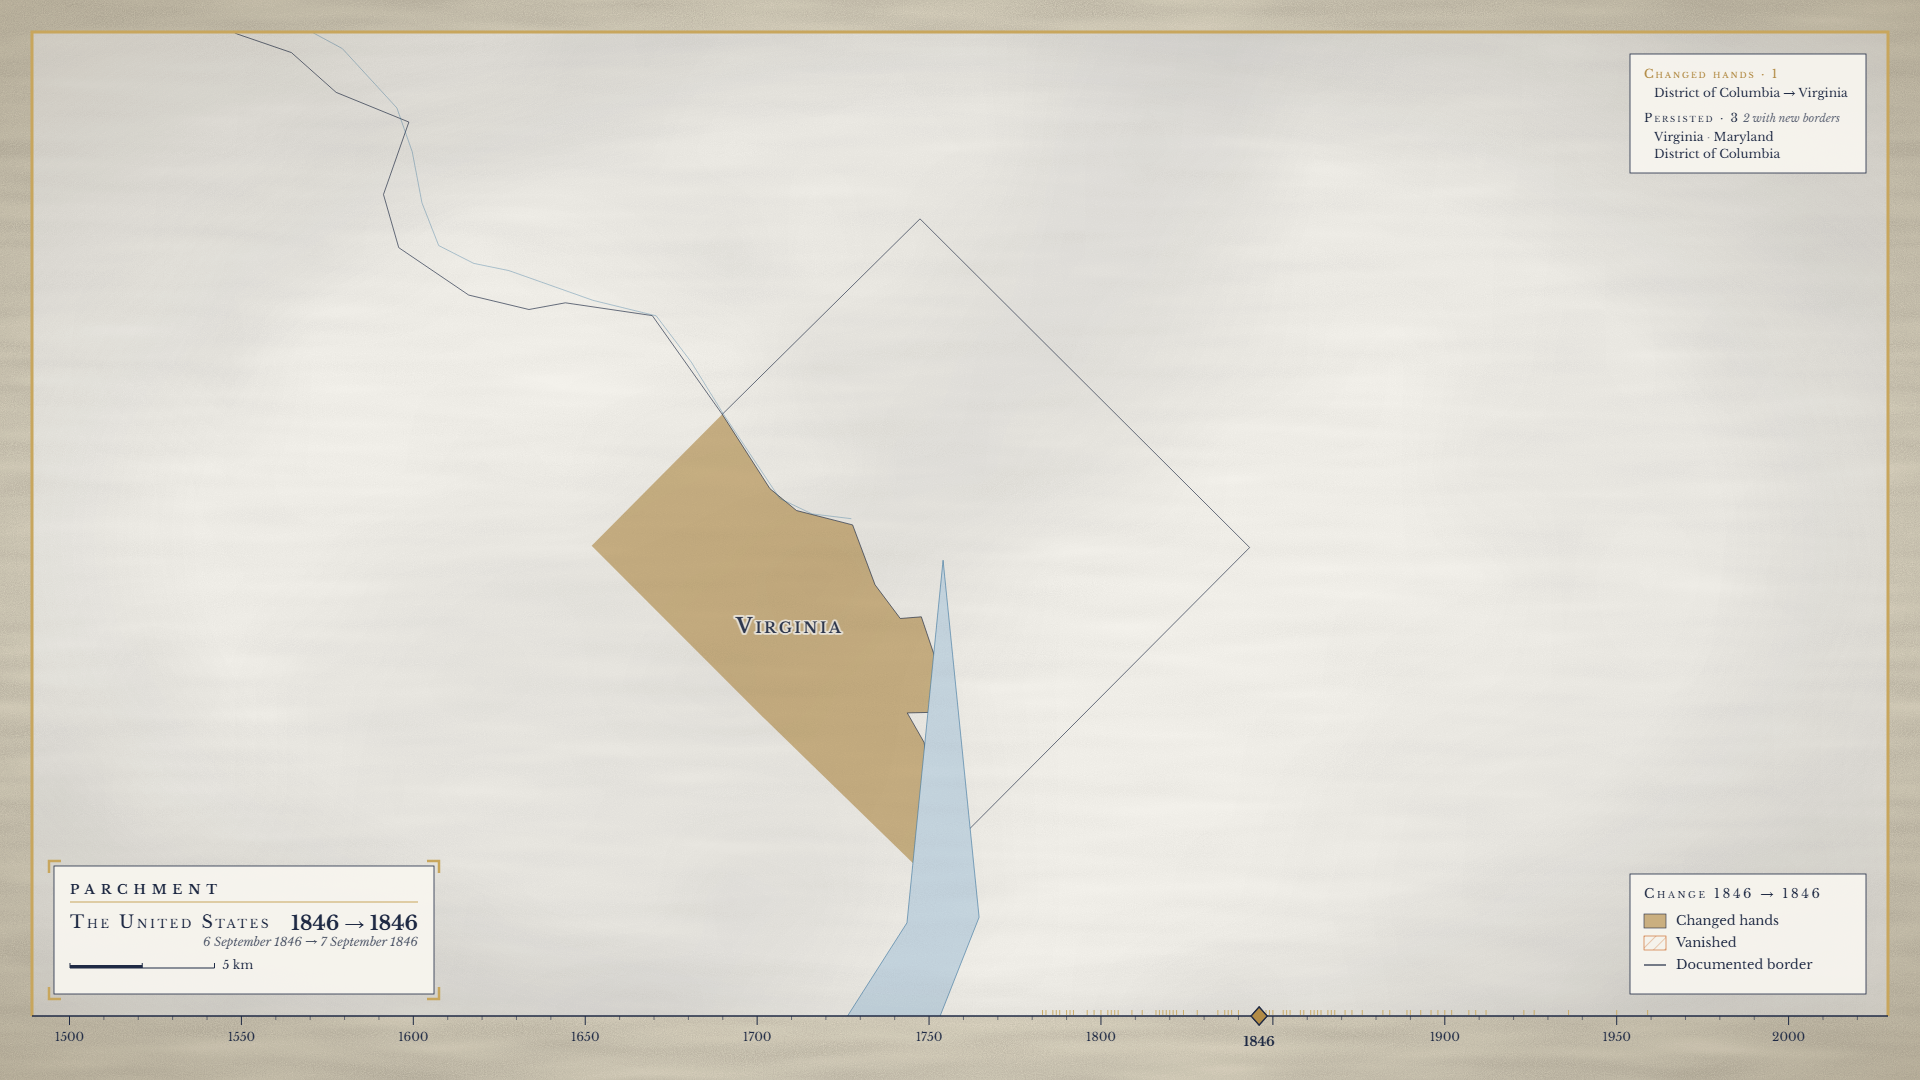 Changed hands · 1
District of Columbia → Virginia
Persisted · 3 2 with new borders
Virginia · Maryland
District of Columbia
Virginia
PARCHMENT
The United States 1846 → 1846
6 September 1846 → 7 September 1846
5 km
Change 1846 → 1846
Changed hands
Vanished
Documented border
1500 1550 1600 1650 1700 1750 1800 1846 1900 1950 2000